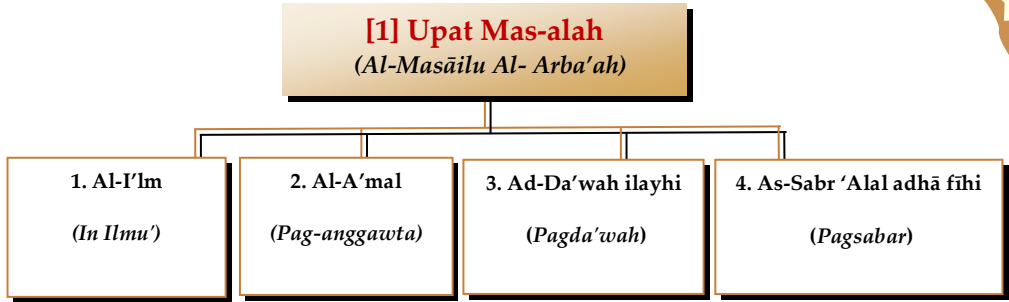 [1] Upat Mas-alah
(Al-Masāilu Al- Arba’ah)
1. Al-I’lm
(In Ilmu’)
2. Al-A’mal
(Pag-anggawta)
3. Ad-Da’wah ilayhi
(Pagda’wah)
4. As-Sabr ‘Alal adhā fīhi
(Pagsabar)